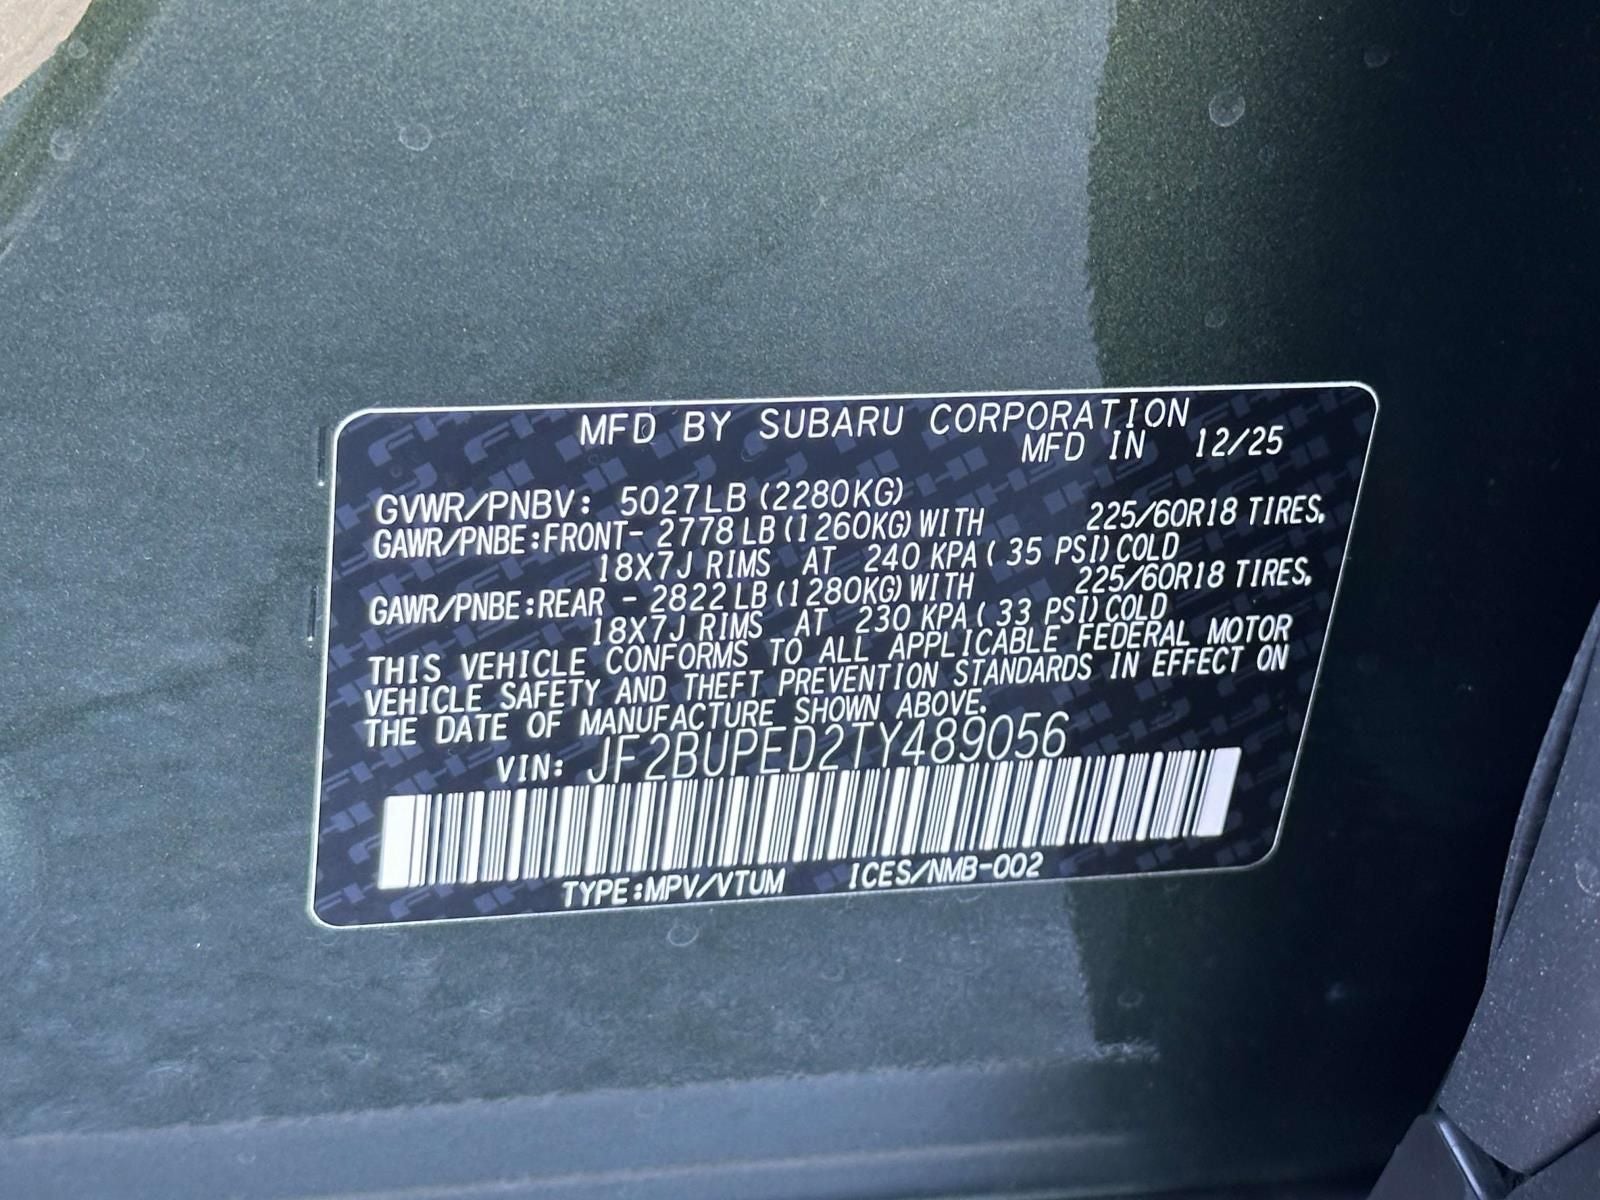 MFD BY SUBARU CORPORATION
MFD IN 12/25
GVWR/PNBV: 5027LB (2280KG)
GAWR/PNBE:FRONT- 2778 LB (1260KG) WITH 225/60R18 TIRES,
18X7J RIMS AT 240 KPA ( 35 PSI) COLD
GAWR/PNBE:REAR - 2822 LB (1280KG) WITH 225/60R18 TIRES,
18X7J RIMS AT 230 KPA ( 33 PSI) COLD
THIS VEHICLE CONFORMS TO ALL APPLICABLE FEDERAL MOTOR
VEHICLE SAFETY AND THEFT PREVENTION STANDARDS IN EFFECT ON
THE DATE OF MANUFACTURE SHOWN ABOVE.
VIN: JF2BUPED2TY489056
TYPE:MPV/VTUM ICES/NMB-002